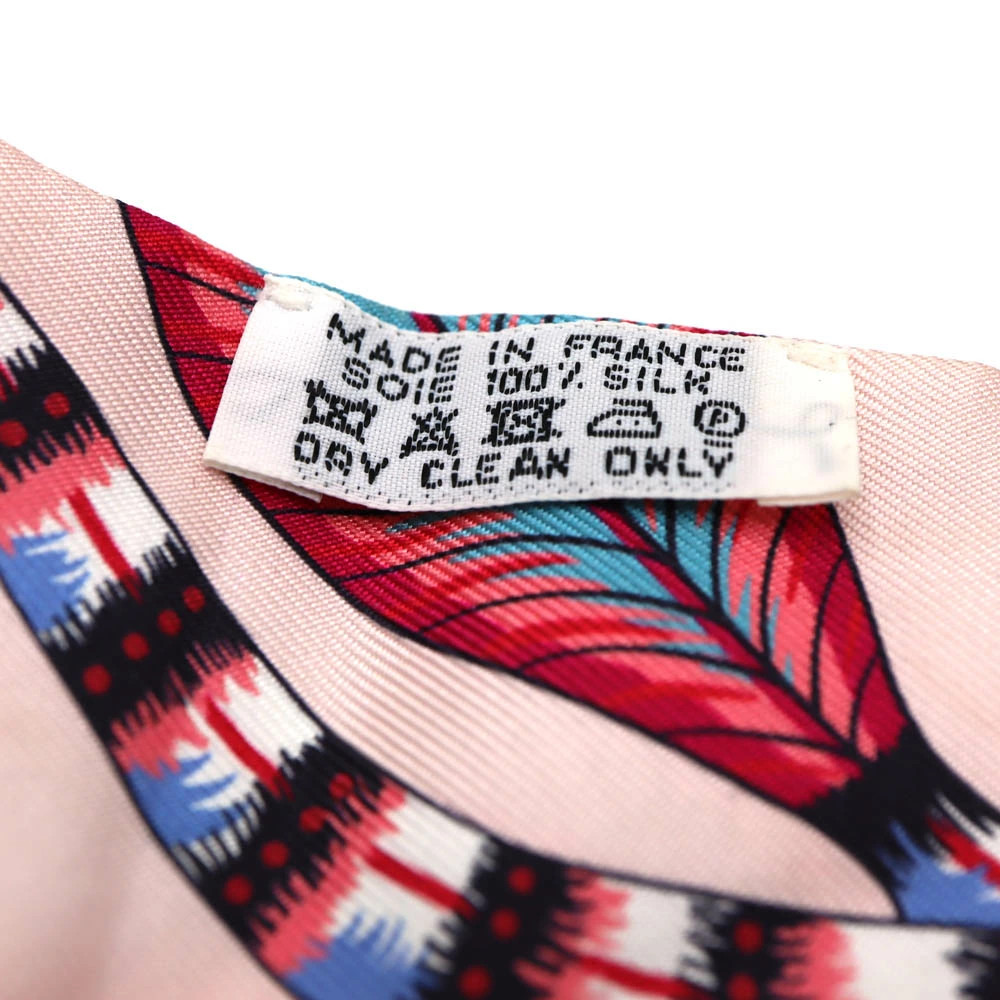 MADE IN FRANCE
SOIE 100% SILK
P
DRY CLEAN ONLY